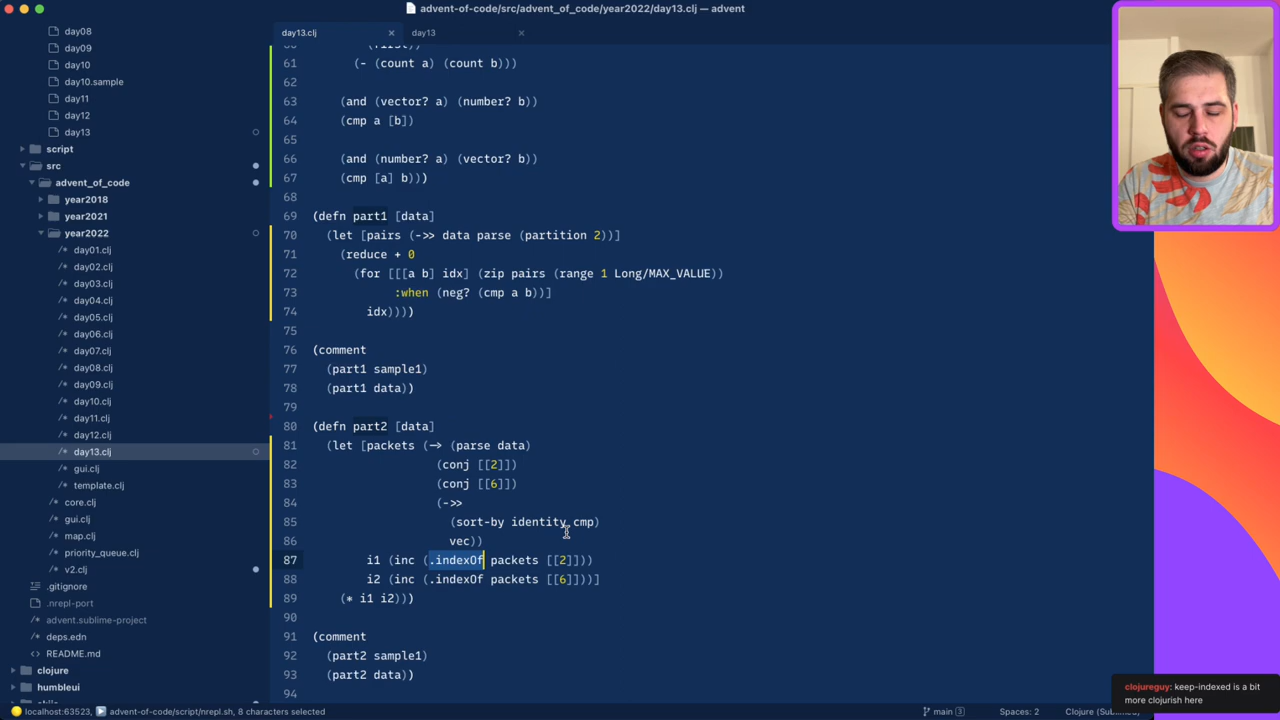 advent-of-code/src/advent_of_code/year2022/day13.clj — advent
day13.clj
day13
day08
day09
day10
day10.sample
day11
day12
day13
script
src
advent_of_code
year2018
year2021
year2022
day01.clj
day02.clj
day03.clj
day04.clj
day05.clj
day06.clj
day07.clj
day08.clj
day09.clj
day10.clj
day11.clj
day12.clj
day13.clj
gui.clj
template.clj
core.clj
gui.clj
map.clj
priority_queue.clj
v2.clj
.gitignore
.nrepl-port
advent.sublime-project
deps.edn
README.md
clojure
humbleui
61 (- (count a) (count b)))
62
63 (and (vector? a) (number? b))
64 (cmp a [b])
65
66 (and (number? a) (vector? b))
67 (cmp [a] b)))
68
69 (defn part1 [data]
70 (let [pairs (->> data parse (partition 2))]
71 (reduce + 0
72 (for [[[a b] idx] (zip pairs (range 1 Long/MAX_VALUE))
73 :when (neg? (cmp a b))]
74 idx))))
75
76 (comment
77 (part1 sample1)
78 (part1 data))
79
80 (defn part2 [data]
81 (let [packets (-> (parse data)
82 (conj [[2]])
83 (conj [[6]])
84 (->>
85 (sort-by identity cmp)
86 vec))
87 i1 (inc (.indexOf packets [[2]]))
88 i2 (inc (.indexOf packets [[6]]))]
89 (* i1 i2)))
90
91 (comment
92 (part2 sample1)
93 (part2 data))
94
clojureguy: keep-indexed is a bit
more clojurish here
localhost:63523, advent-of-code/script/nrepl.sh, 8 characters selected
main 3
Spaces: 2